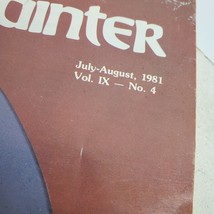 ainter
July-August, 1981
Vol. IX — No. 4